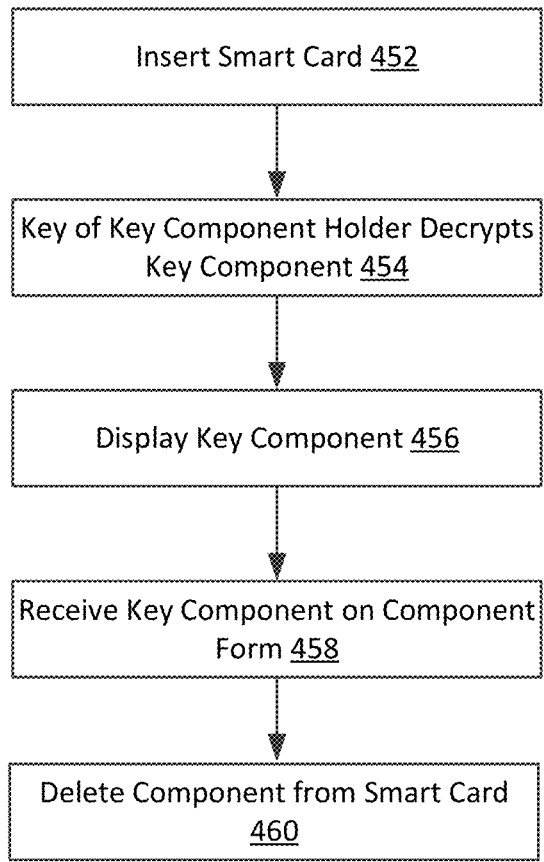 Insert Smart Card 452
Key of Key Component Holder Decrypts
Key Component 454
Display Key Component 456
Receive Key Component on Component
Form 458
Delete Component from Smart Card
460